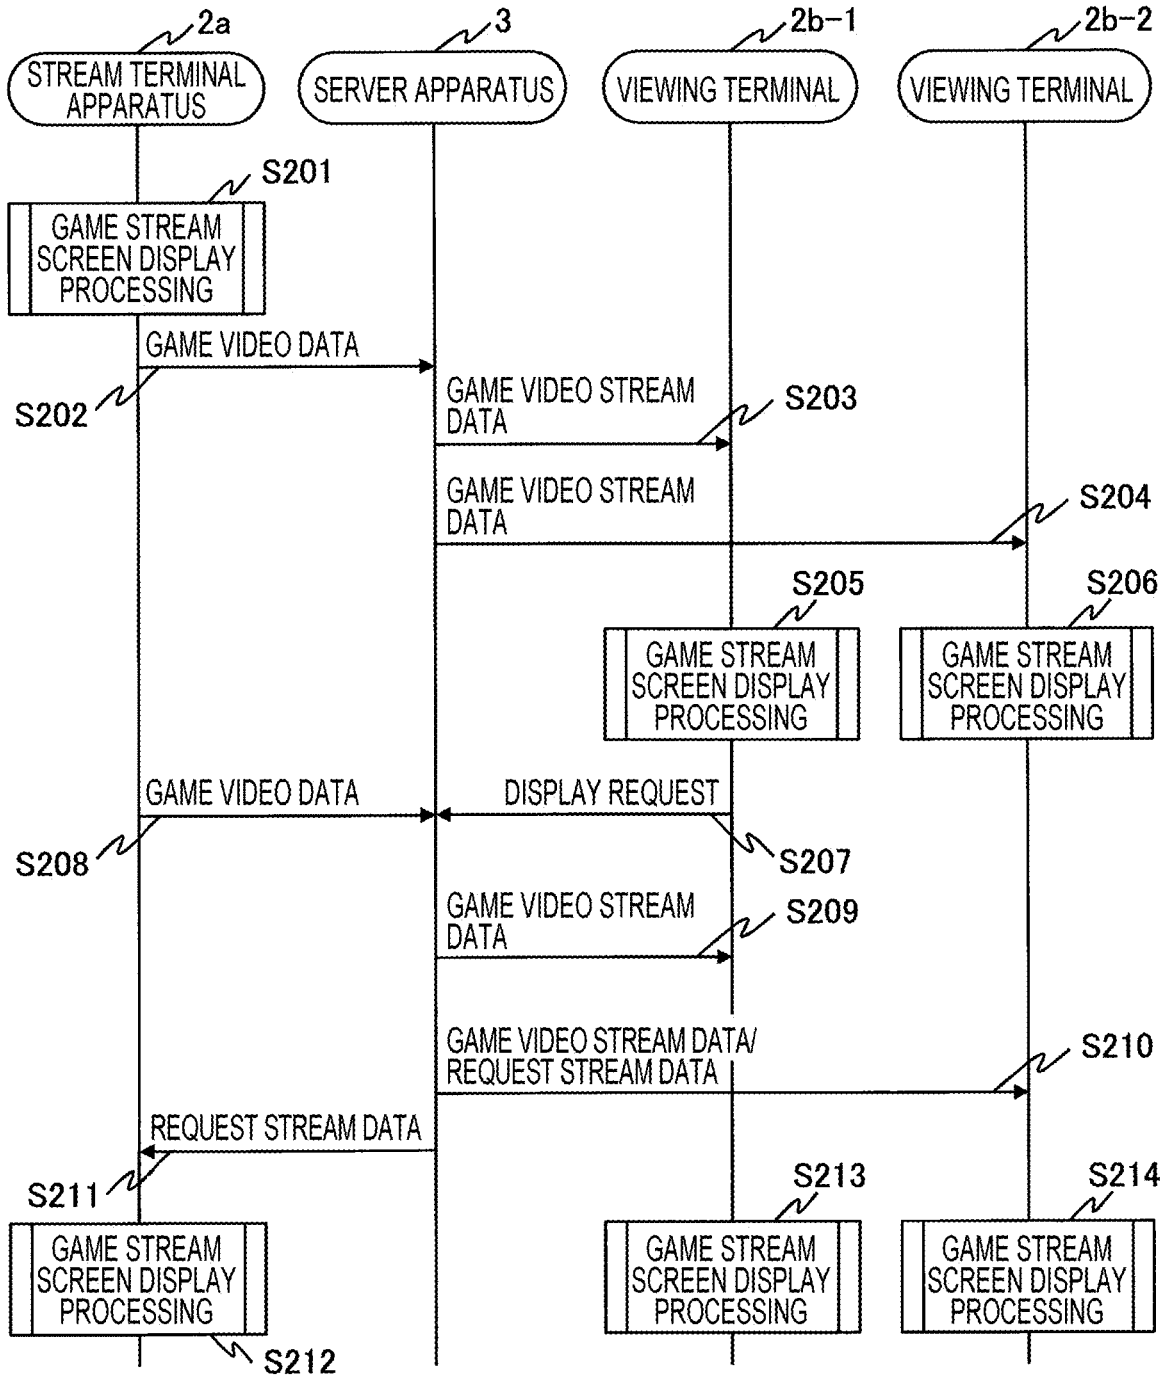 2a
3
2b-1
2b-2
STREAM TERMINAL
APPARATUS
SERVER APPARATUS
VIEWING TERMINAL
VIEWING TERMINAL
S201
GAME STREAM
SCREEN DISPLAY
PROCESSING
GAME VIDEO DATA
S202
GAME VIDEO STREAM
DATA
S203
GAME VIDEO STREAM
DATA
S204
S205
S206
GAME STREAM
SCREEN DISPLAY
PROCESSING
GAME STREAM
SCREEN DISPLAY
PROCESSING
GAME VIDEO DATA
DISPLAY REQUEST
S208
S207
GAME VIDEO STREAM
DATA
S209
GAME VIDEO STREAM DATA/
REQUEST STREAM DATA
S210
REQUEST STREAM DATA
S211
S213
S214
GAME STREAM
SCREEN DISPLAY
PROCESSING
GAME STREAM
SCREEN DISPLAY
PROCESSING
GAME STREAM
SCREEN DISPLAY
PROCESSING
S212